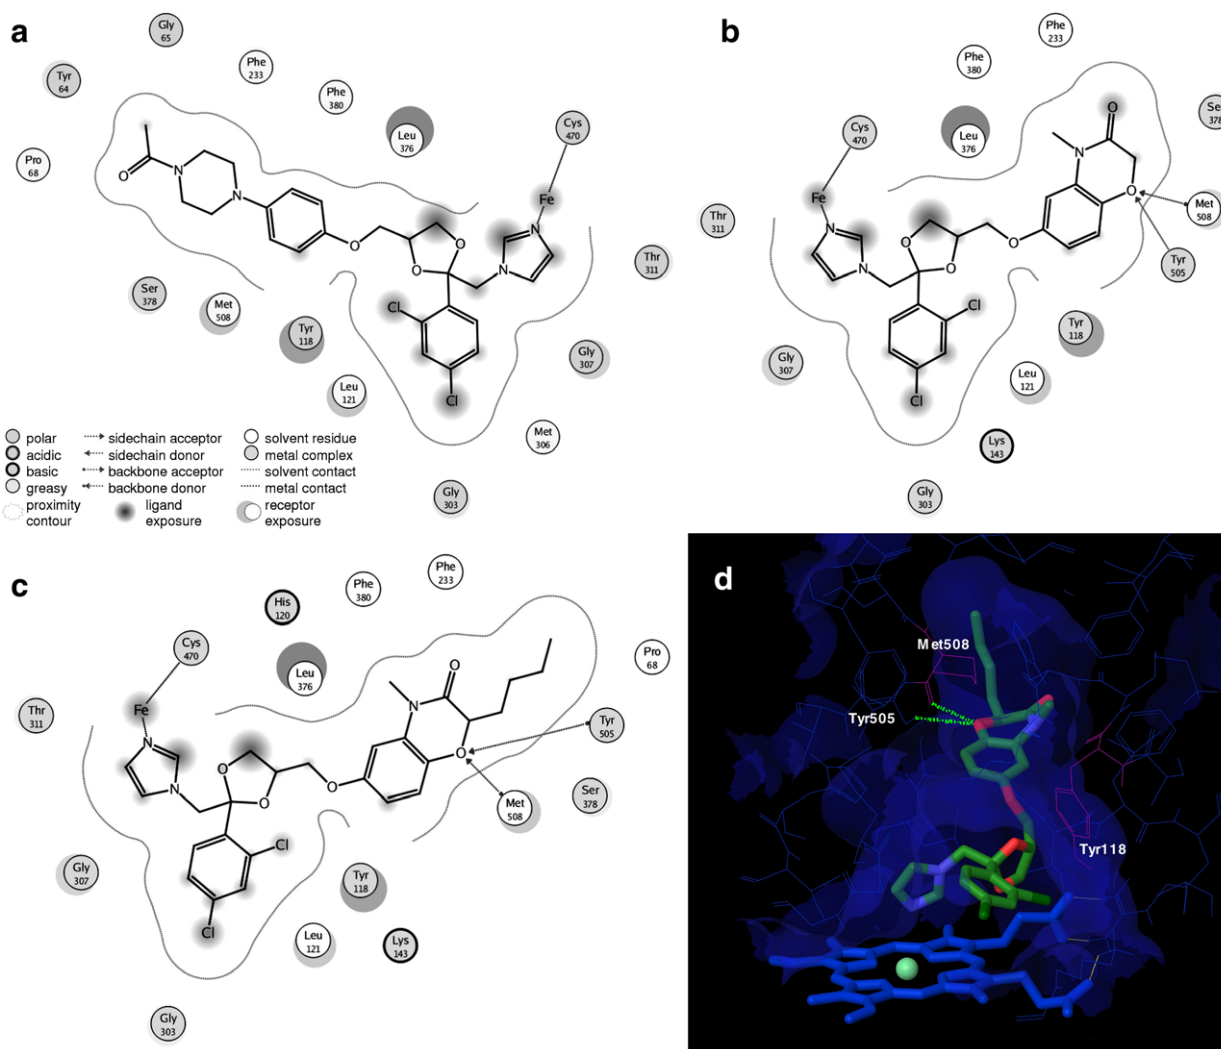 a
Gly
65
Tyr
64
Phe
233
Phe
380
Leu
376
Cys
470
Pro
68
Fe
O
N
N
O
O
O
N
N
Thr
311
Ser
378
Met
508
Tyr
118
Cl
Leu
121
Gly
307
Cl
Met
306
Gly
303
polar
acidic
basic
greasy
proximity
contour
sidechain acceptor
sidechain donor
backbone acceptor
backbone donor
ligand
exposure
solvent residue
metal complex
solvent contact
metal contact
receptor
exposure
b
Phe
233
Phe
380
Cys
470
Leu
376
O
Ser
378
N
Fe
O
Met
508
Thr
311
N
N
O
O
O
Tyr
505
Cl
Tyr
118
Gly
307
Leu
121
Cl
Lys
143
Gly
303
c
Phe
233
Phe
380
His
120
Cys
470
Leu
376
O
Pro
68
N
Thr
311
Fe
Tyr
505
N
N
O
O
O
O
Ser
378
Met
508
Cl
Gly
307
Tyr
118
Cl
Leu
121
Lys
143
Gly
303
d
Met508
Tyr505
Tyr118